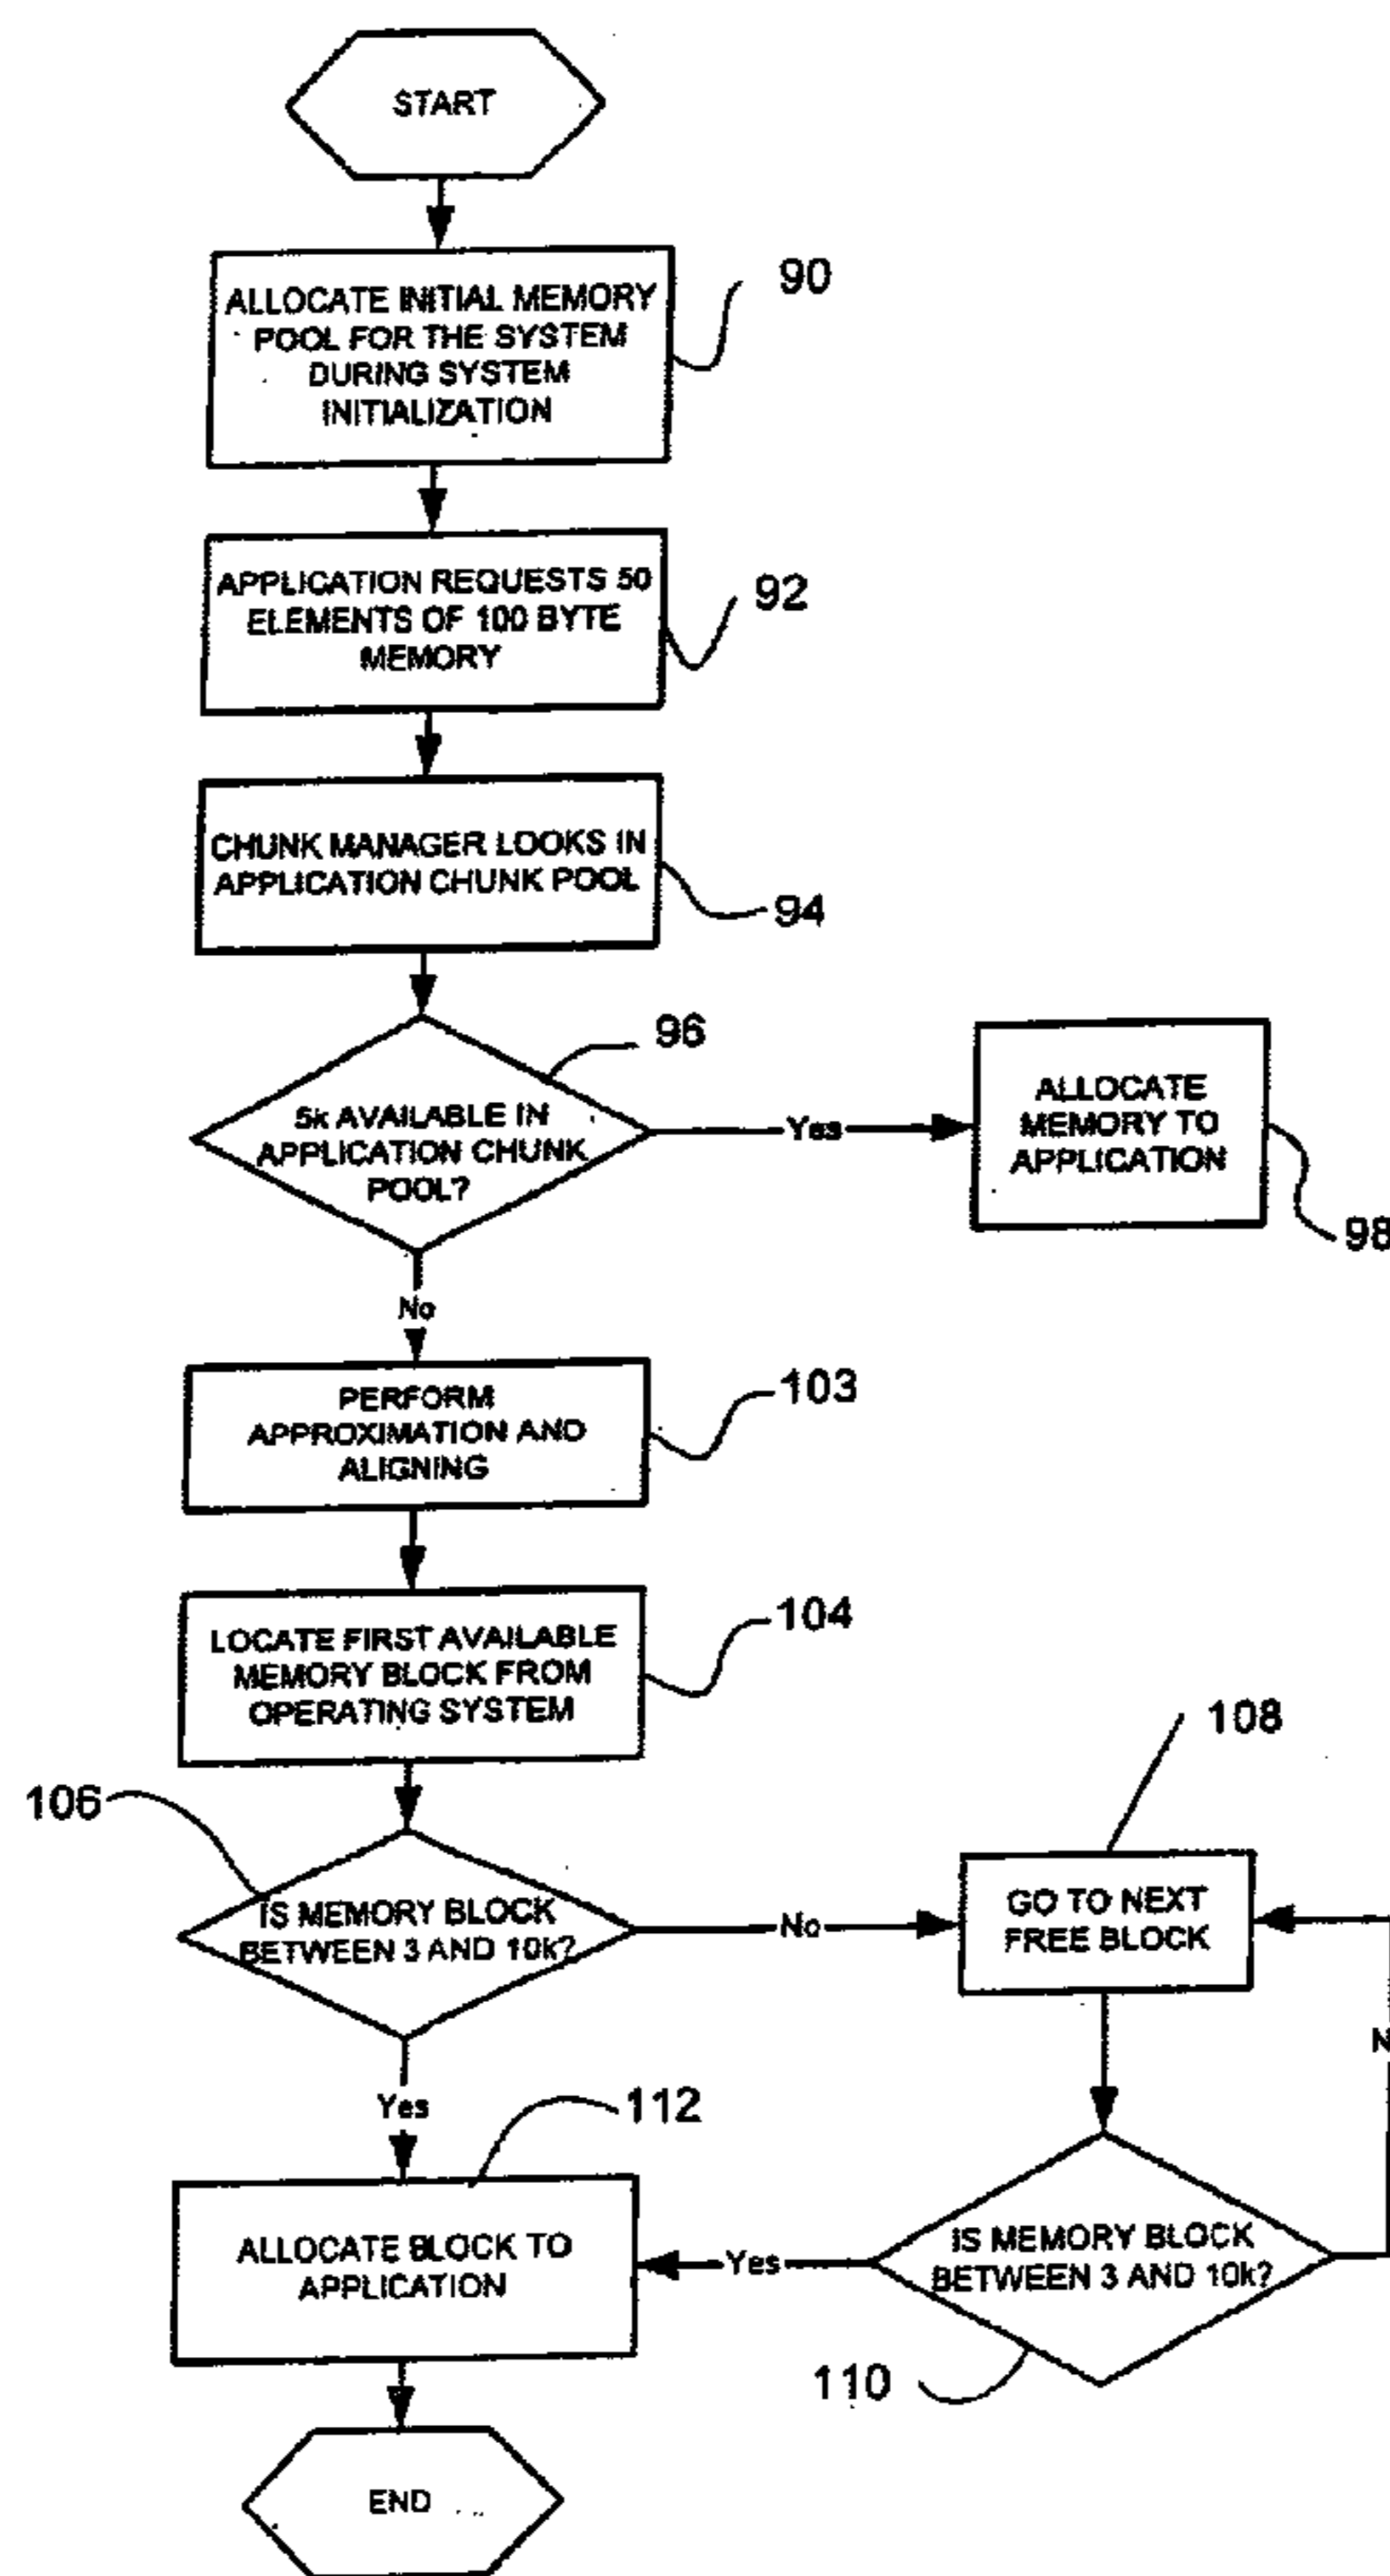 START
ALLOCATE INITIAL MEMORY
POOL FOR THE SYSTEM
DURING SYSTEM
INITIALIZATION
90
APPLICATION REQUESTS 50
ELEMENTS OF 100 BYTE
MEMORY
92
CHUNK MANAGER LOOKS IN
APPLICATION CHUNK POOL
94
96
5k AVAILABLE IN
APPLICATION CHUNK
POOL?
Yes
ALLOCATE
MEMORY TO
APPLICATION
98
No
PERFORM
APPROXIMATION AND
ALIGNING
103
LOCATE FIRST AVAILABLE
MEMORY BLOCK FROM
OPERATING SYSTEM
104
106
IS MEMORY BLOCK
BETWEEN 3 AND 10k?
No
108
GO TO NEXT
FREE BLOCK
Yes
112
ALLOCATE BLOCK TO
APPLICATION
Yes
IS MEMORY BLOCK
BETWEEN 3 AND 10k?
110
END